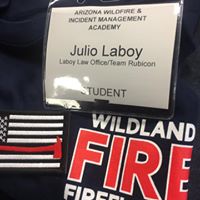 ARIZONA WILDFIRE &
INCIDENT MANAGEMENT
ACADEMY
Julio Laboy
Laboy Law Office/Team Rubicon
STUDENT
WILDLAND
FIRE